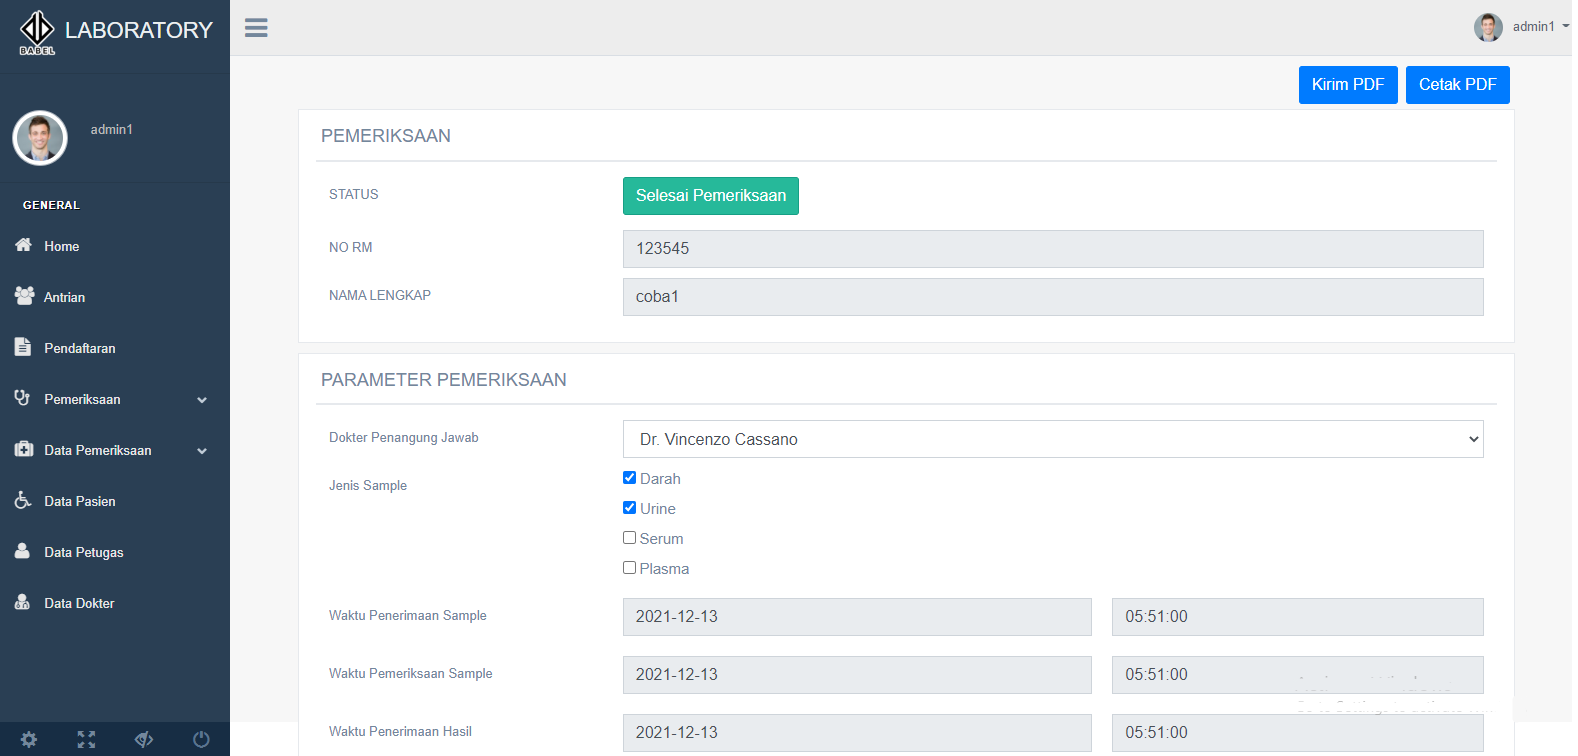 BABEL
LABORATORY
admin1
admin1
GENERAL
Home
Antrian
Pendaftaran
Pemeriksaan
Data Pemeriksaan
Data Pasien
Data Petugas
Data Dokter
Kirim PDF
Cetak PDF
PEMERIKSAAN
STATUS
Selesai Pemeriksaan
NO RM
123545
NAMA LENGKAP
coba1
PARAMETER PEMERIKSAAN
Dokter Penangung Jawab
Dr. Vincenzo Cassano
Jenis Sample
Darah
Urine
Serum
Plasma
Waktu Penerimaan Sample
2021-12-13
05:51:00
Waktu Pemeriksaan Sample
2021-12-13
05:51:00
Waktu Penerimaan Hasil
2021-12-13
05:51:00